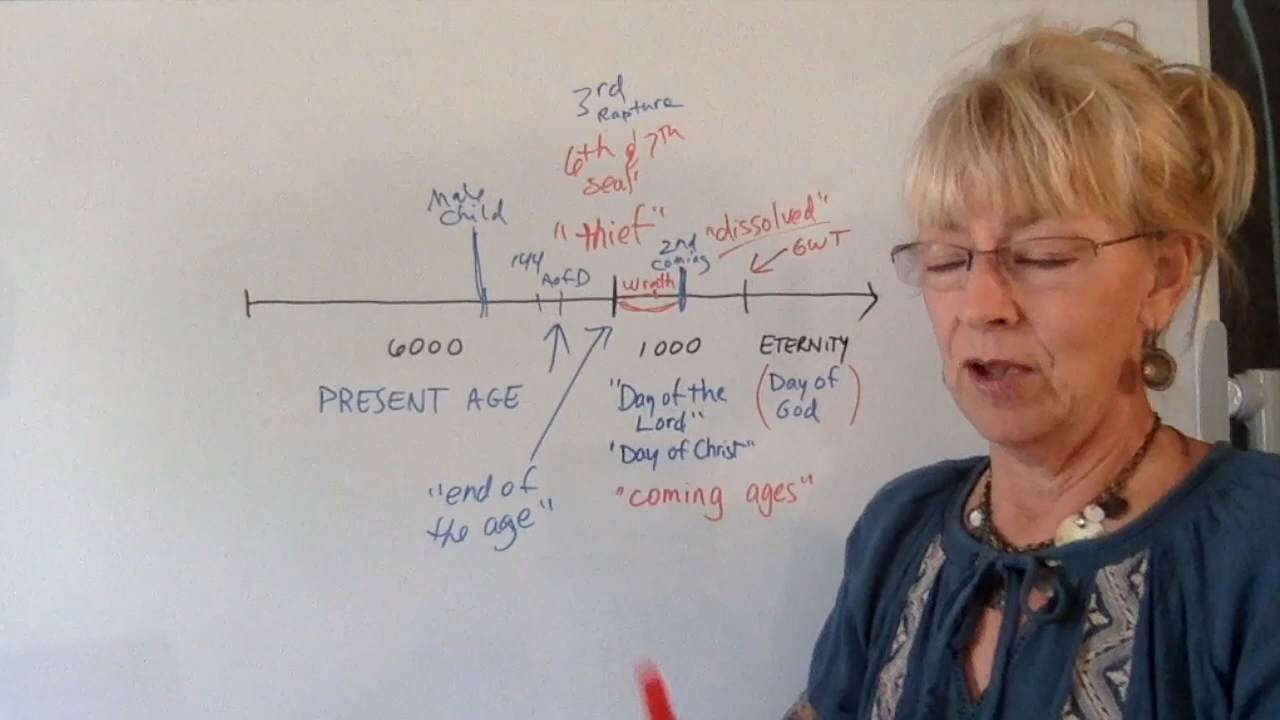 3rd
Rapture
6th & 7th
seal"
Male
child
"thief"
"dissolved"
2nd
coming
GWT
144
AofD
wrath
6000
1000
ETERNITY
PRESENT AGE
"Day of the
Lord"
(Day of
God)
"Day of Christ"
"end of
the age"
"coming ages"